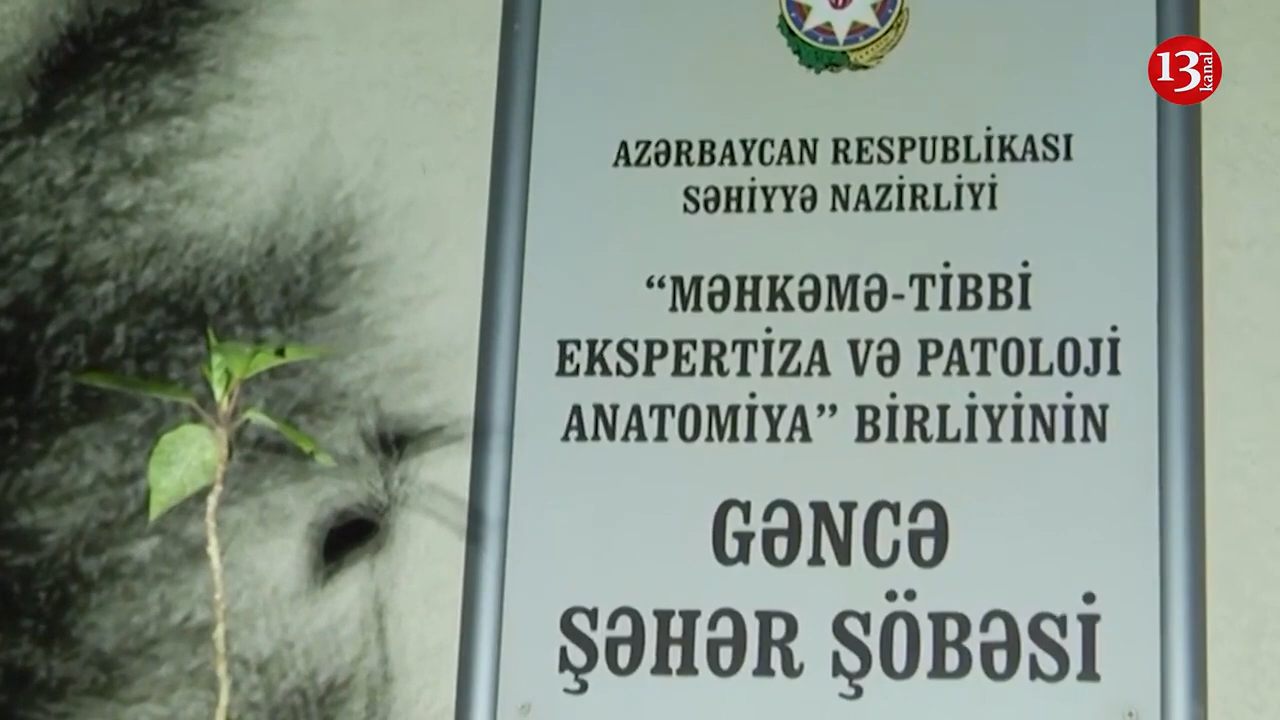 13 kanal
AZƏRBAYCAN RESPUBLİKASI
SƏHİYYƏ NAZİRLİYİ
“MƏHKƏMƏ-TİBBİ
EKSPERTİZA VƏ PATOLOJİ
ANATOMİYA” BİRLİYİNİN
GƏNCƏ
ŞƏHƏR ŞÖBƏSİ